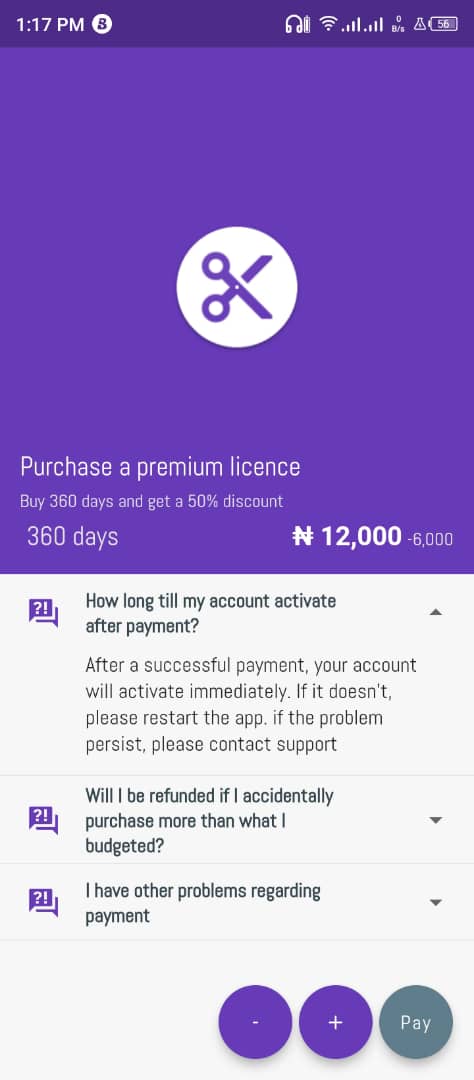 1:17 PM
0
B/s
56
Purchase a premium licence
Buy 360 days and get a 50% discount
360 days
₦ 12,000 -6,000
How long till my account activate
after payment?
After a successful payment, your account
will activate immediately. If it doesn't,
please restart the app. if the problem
persist, please contact support
Will I be refunded if I accidentally
purchase more than what I
budgeted?
I have other problems regarding
payment
- + Pay